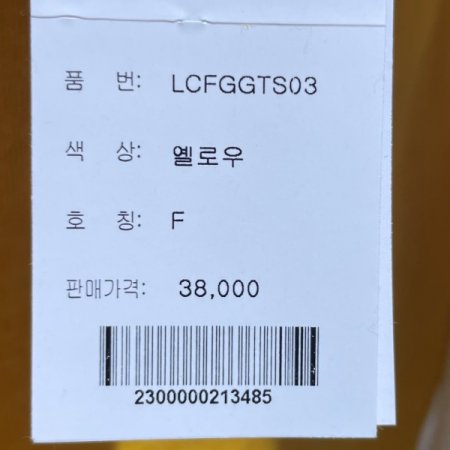 품 번: LCFGGTS03
색 상: 옐로우
호 칭: F
판매가격: 38,000
2300000213485